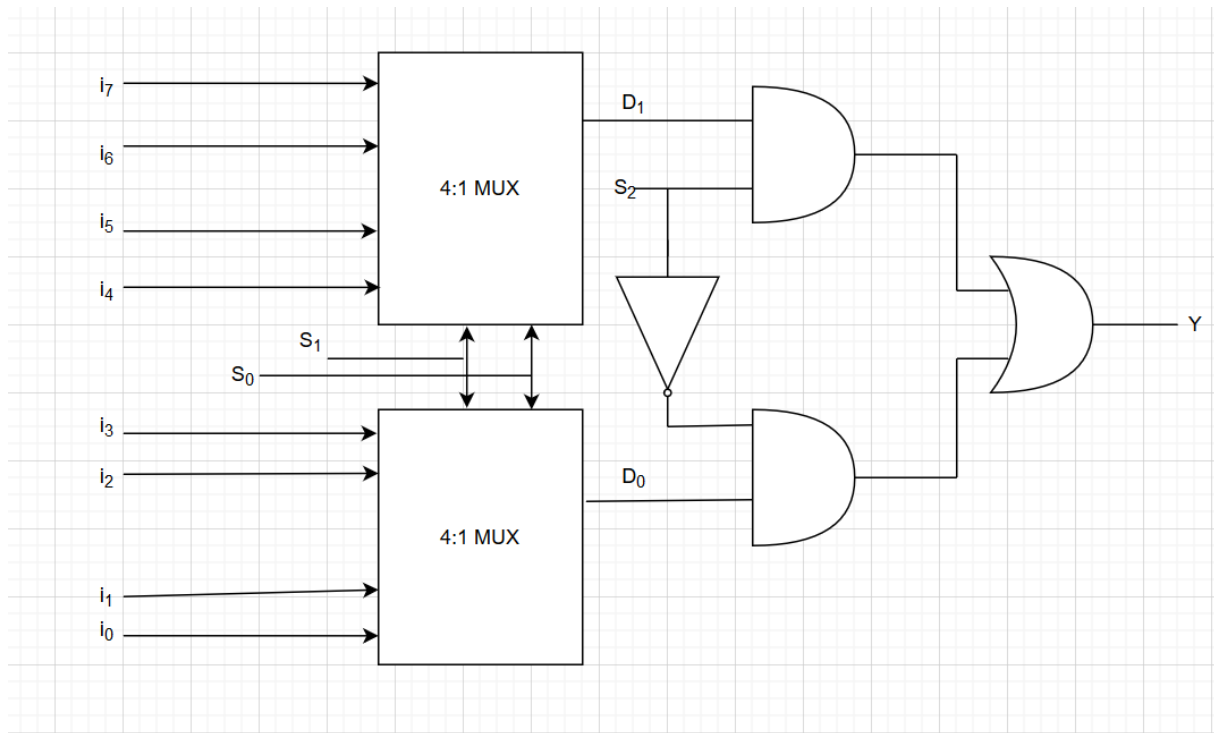 i₇
D₁
i₆
4:1 MUX
S₂
i₅
i₄
S₁
Y
S₀
i₃
i₂
D₀
4:1 MUX
i₁
i₀